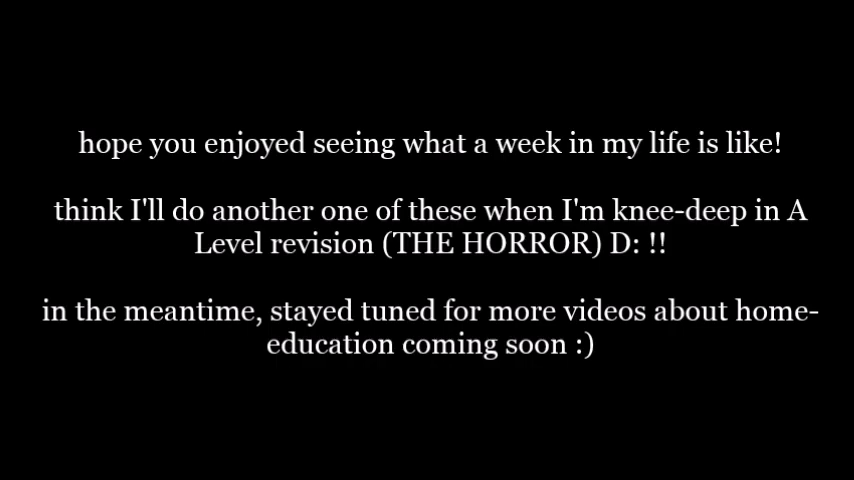 hope you enjoyed seeing what a week in my life is like!
think I'll do another one of these when I'm knee-deep in A
Level revision (THE HORROR) D: !!
in the meantime, stayed tuned for more videos about home-
education coming soon :)